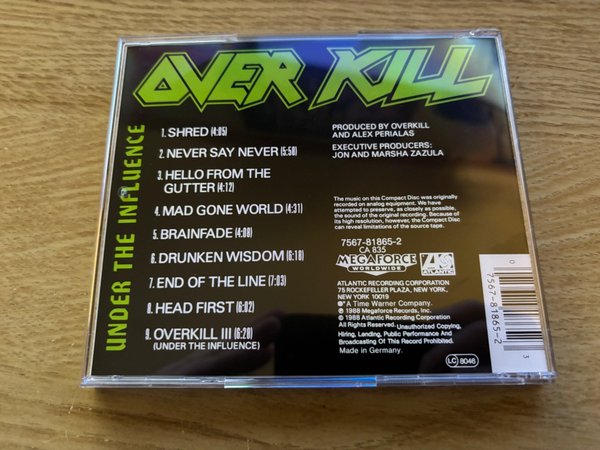 OVER KILL
UNDER THE INFLUENCE
1. SHRED (4:05)
2. NEVER SAY NEVER (5:50)
3. HELLO FROM THE
GUTTER (4:12)
4. MAD GONE WORLD (4:31)
5. BRAINFADE (4:08)
6. DRUNKEN WISDOM (6:18)
7. END OF THE LINE (7:03)
8. HEAD FIRST (6:02)
9. OVERKILL III (6:20)
(UNDER THE INFLUENCE)
PRODUCED BY OVERKILL
AND ALEX PERIALAS
EXECUTIVE PRODUCERS:
JON AND MARSHA ZAZULA
The music on this Compact Disc was originally
recorded on analog equipment. We have
attempted to preserve, as closely as possible,
the sound of the original recording. Because of
its high resolution, however, the Compact Disc
can reveal limitations of the source tape.
7567-81865-2
CA 835
MEGAFORCE
WORLDWIDE
ATLANTIC
ATLANTIC RECORDING CORPORATION
75 ROCKEFELLER PLAZA, NEW YORK,
NEW YORK 10019
®*A Time Warner Company.
℗ 1988 Megaforce Records, Inc.
© 1988 Atlantic Recording Corporation
All Rights Reserved. Unauthorized Copying,
Hiring, Lending, Public Performance And
Broadcasting Of This Record Prohibited.
Made in Germany.
LC 8046
0
7567-81865-2
3